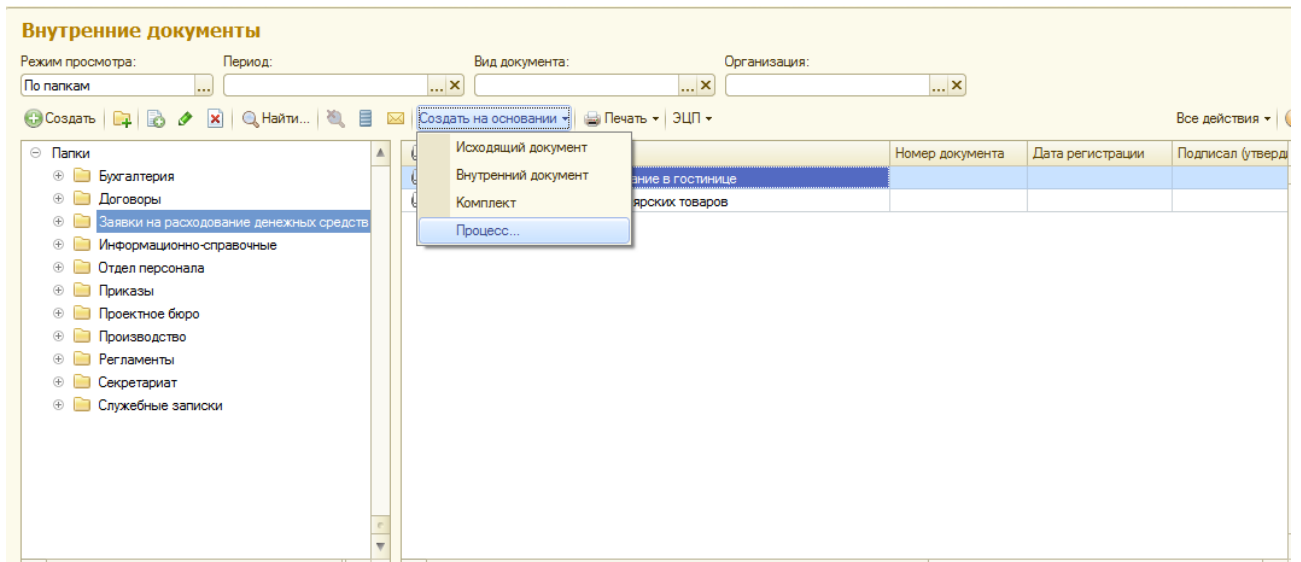 Внутренние документы
Режим просмотра: Период: Вид документа: Организация:
По папкам
Создать Найти... Создать на основании Печать ЭЦП Все действия
Папки
Бухгалтерия
Договоры
Заявки на расходование денежных средств
Информационно-справочные
Отдел персонала
Приказы
Проектное бюро
Производство
Регламенты
Секретариат
Служебные записки
Исходящий документ
Внутренний документ
Комплект
Процесс...
Номер документа Дата регистрации Подписал (утверд
ание в гостинице
ярских товаров